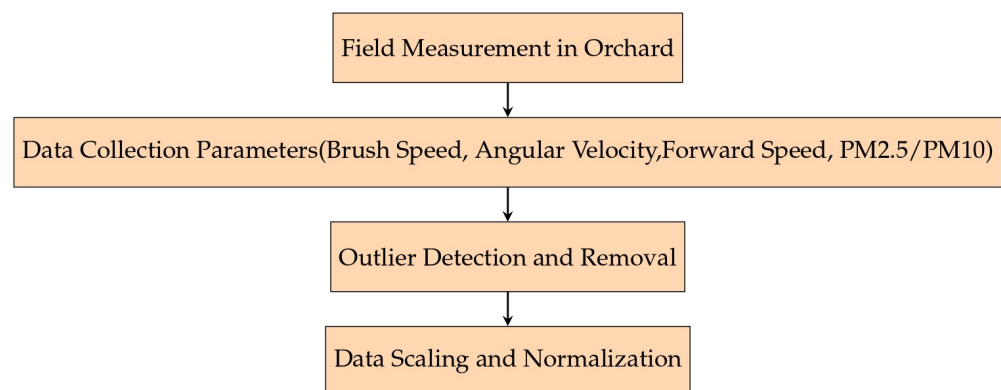 Field Measurement in Orchard
Data Collection Parameters(Brush Speed, Angular Velocity,Forward Speed, PM2.5/PM10)
Outlier Detection and Removal
Data Scaling and Normalization